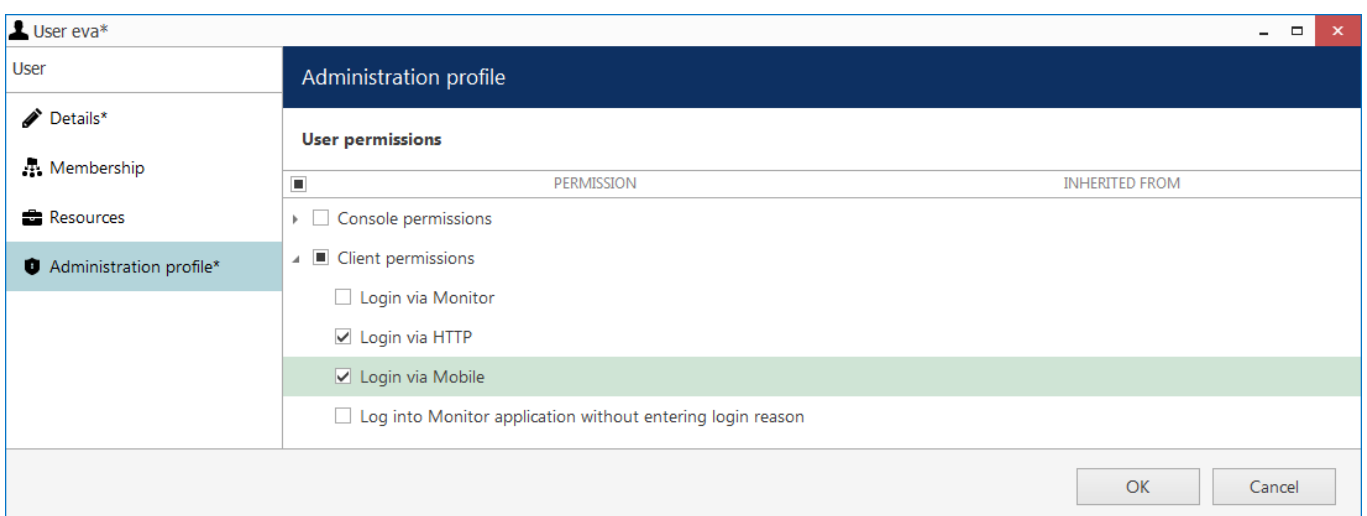 User eva*
User
Administration profile
Details*
Membership
Resources
Administration profile*
User permissions
PERMISSION INHERITED FROM
Console permissions
Client permissions
Login via Monitor
Login via HTTP
Login via Mobile
Log into Monitor application without entering login reason
OK Cancel